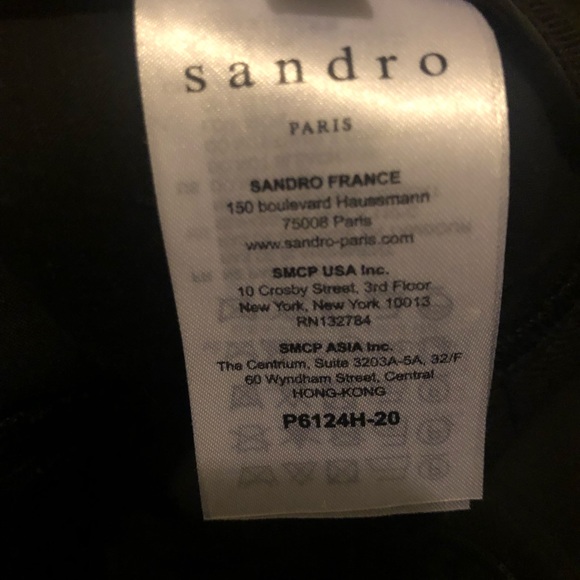 sandro
PARIS
SANDRO FRANCE
150 boulevard Haussmann
75008 Paris
www.sandro-paris.com
SMCP USA Inc.
10 Crosby Street, 3rd Floor
New York, New York 10013
RN132784
SMCP ASIA Inc.
The Centrium, Suite 3203A-5A, 32/F
60 Wyndham Street, Central
HONG-KONG
P6124H-20